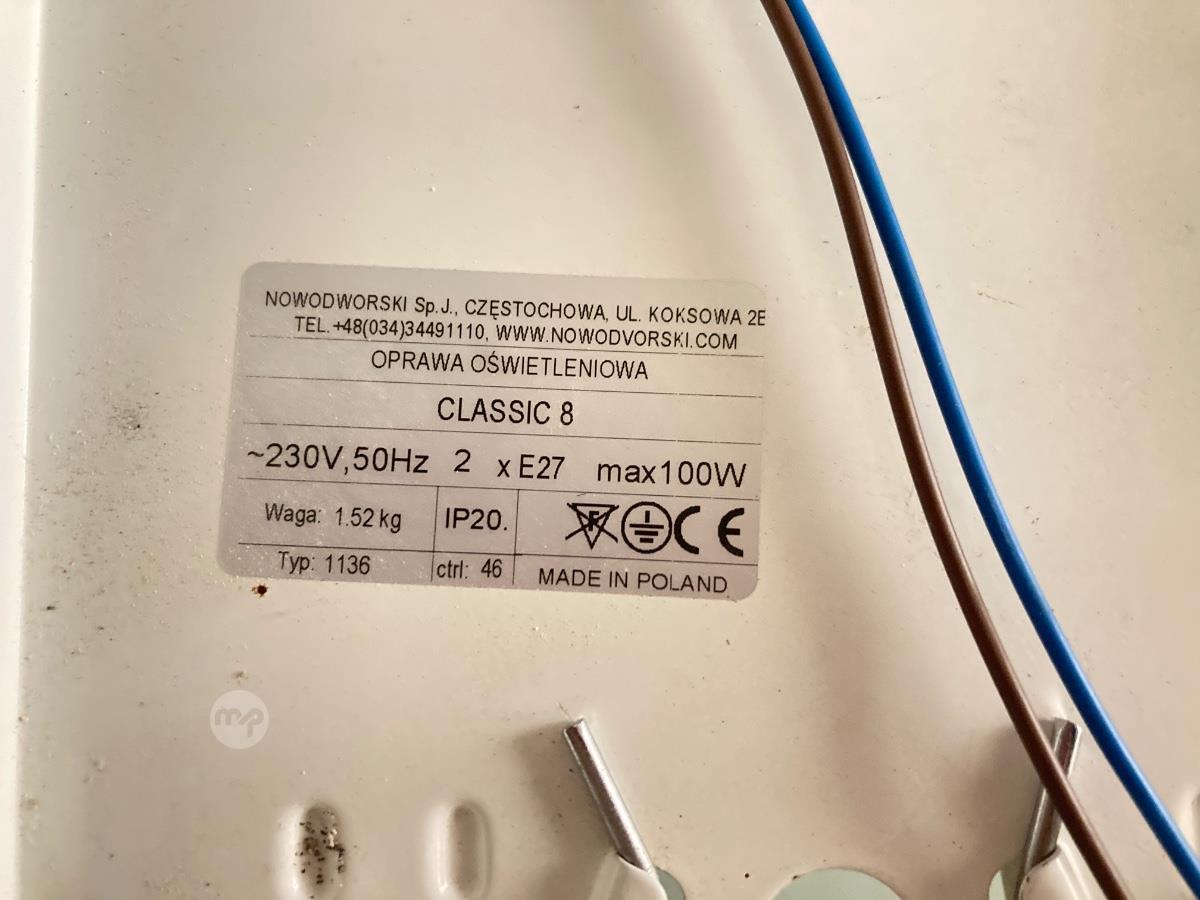 NOWODWORSKI Sp.J., CZĘSTOCHOWA, UL. KOKSOWA 2E
TEL.+48(034)34491110, WWW.NOWODVORSKI.COM
OPRAWA OŚWIETLENIOWA
CLASSIC 8
~230V,50Hz 2 x E27 max100W
Waga: 1.52 kg IP20. F CE
Typ: 1136 ctrl: 46 MADE IN POLAND
mp